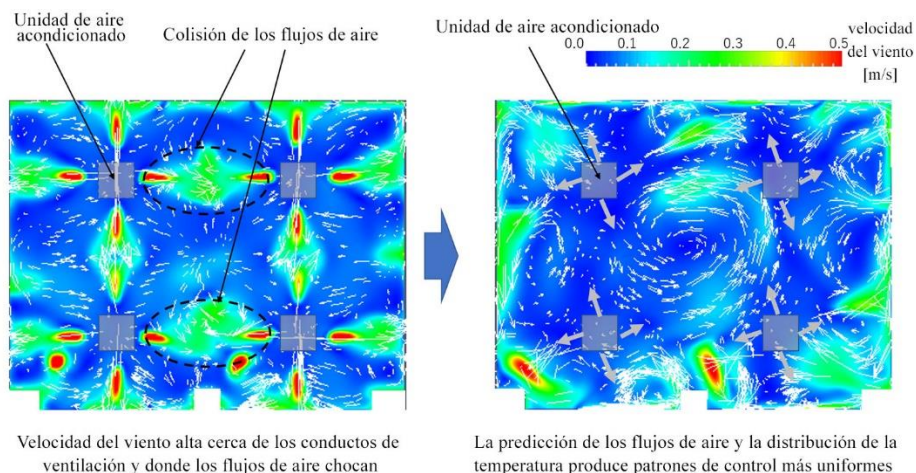 Unidad de aire
acondicionado
Colisión de los flujos de aire
Unidad de aire acondicionado
velocidad
del viento
[m/s]
0.0 0.1 0.2 0.3 0.4 0.5
Velocidad del viento alta cerca de los conductos de
ventilación y donde los flujos de aire chocan
La predicción de los flujos de aire y la distribución de la
temperatura produce patrones de control más uniformes